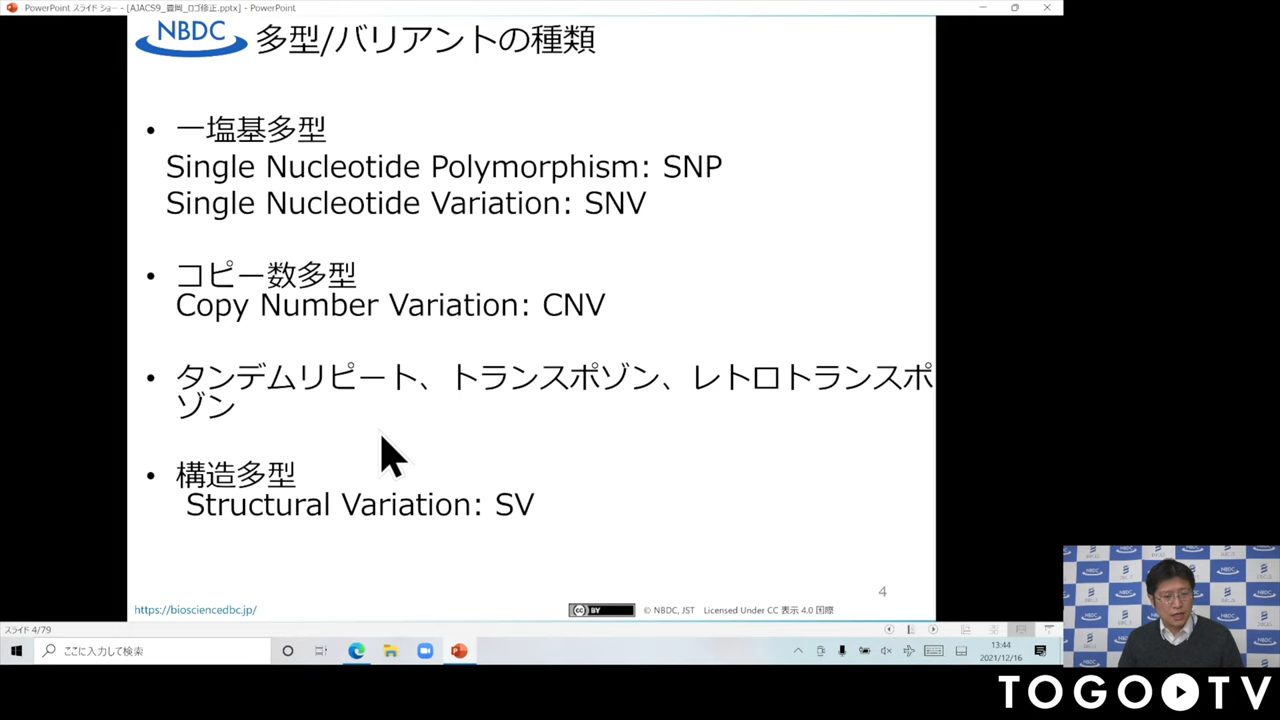 PowerPoint スライド ショー - [AJACS9_豊岡_ロゴ修正.pptx] - PowerPoint
NBDC
多型/バリアントの種類
• 一塩基多型
Single Nucleotide Polymorphism: SNP
Single Nucleotide Variation: SNV
• コピー数多型
Copy Number Variation: CNV
• タンデムリピート、トランスポゾン、レトロトランスポ
ゾン
• 構造多型
Structural Variation: SV
4
https://biosciencedbc.jp/
CC BY
© NBDC, JST Licensed Under CC 表示 4.0 国際
スライド 4/79
ここに入力して検索
13:44
2021/12/16
TOGO TV